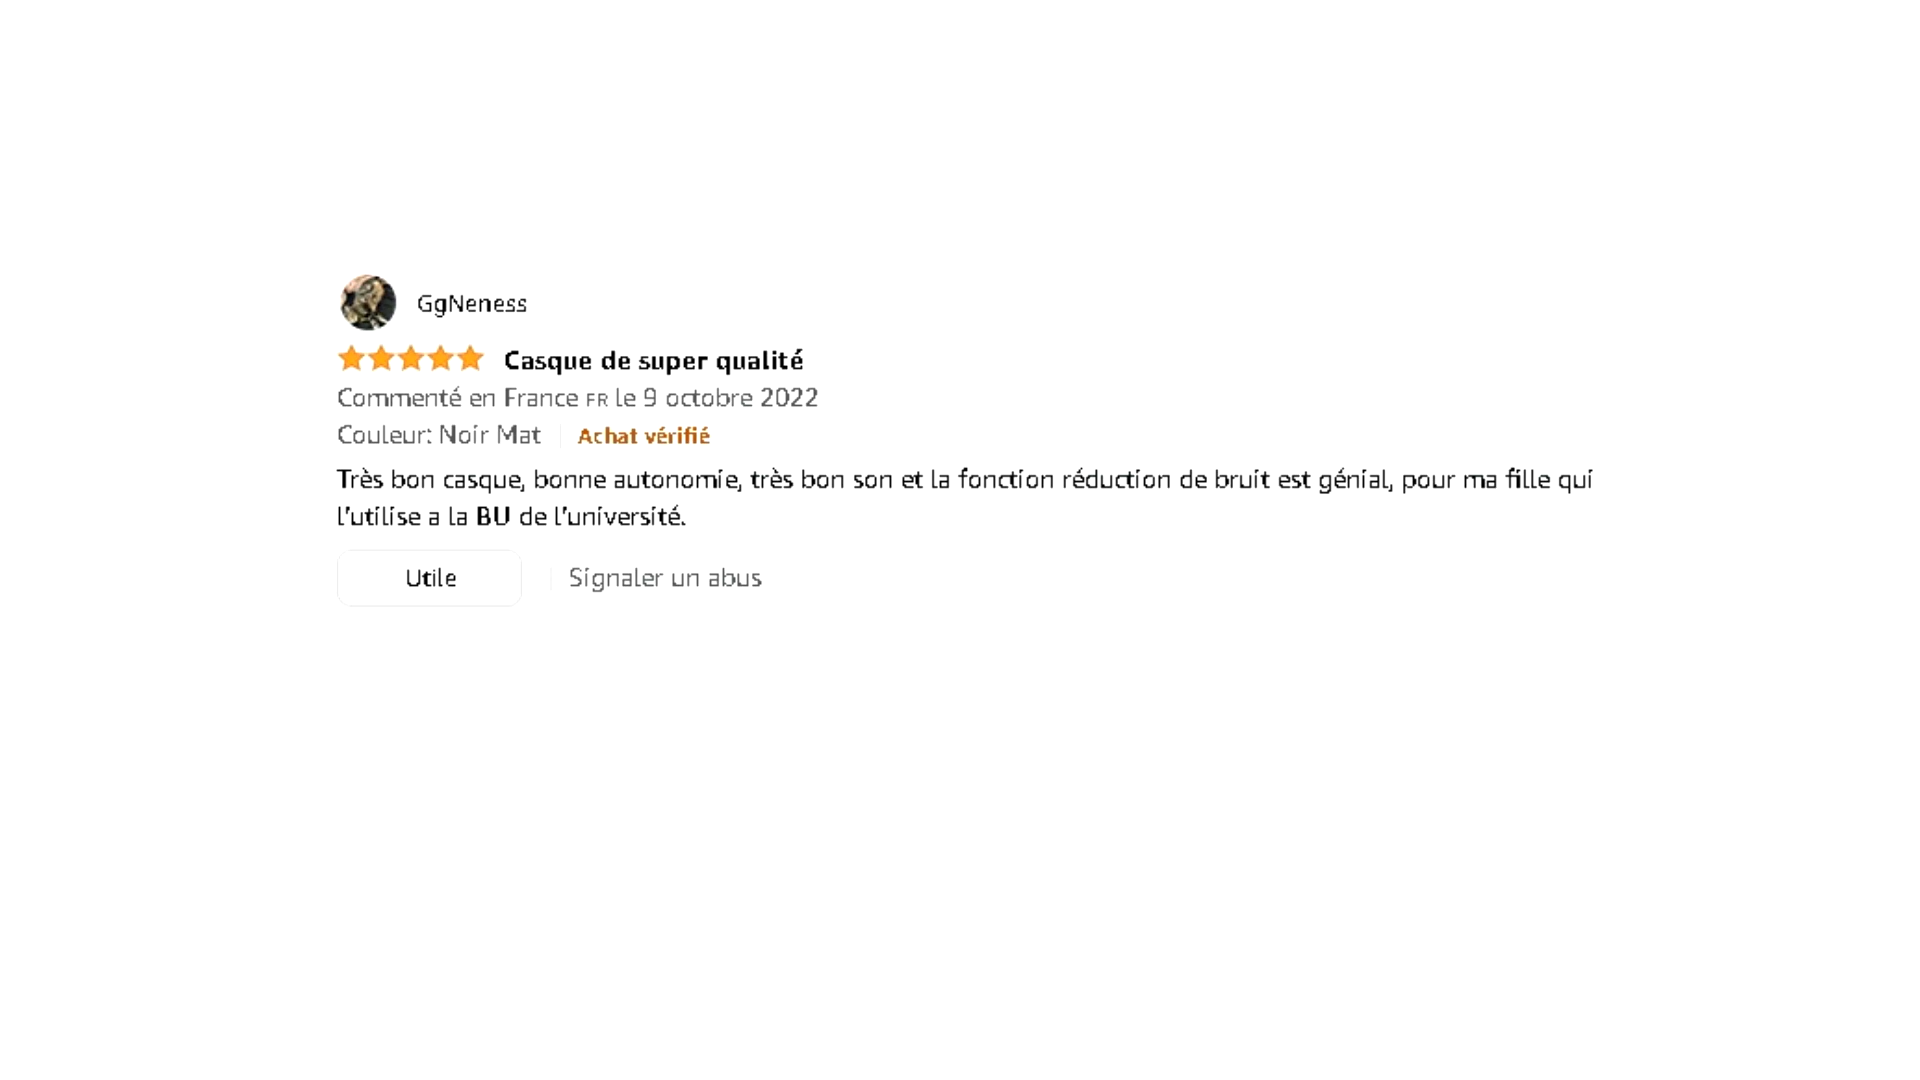 GgNeness
Casque de super qualité
Commenté en France FR le 9 octobre 2022
Couleur: Noir Mat Achat vérifié
Très bon casque, bonne autonomie, très bon son et la fonction réduction de bruit est génial, pour ma fille qui
l'utilise a la BU de l'université.
Utile Signaler un abus